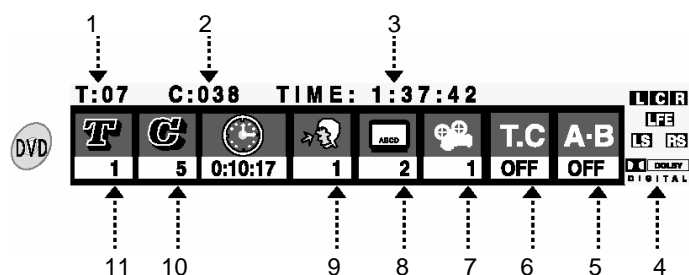 1 2 3
T:07 C:038 TIME: 1:37:42
L C R
LFE
LS RS
DOLBY
DIGITAL
DVD
T C ABCD T.C A·B
1 5 0:10:17 1 2 1 OFF OFF
11 10 9 8 7 6 5 4